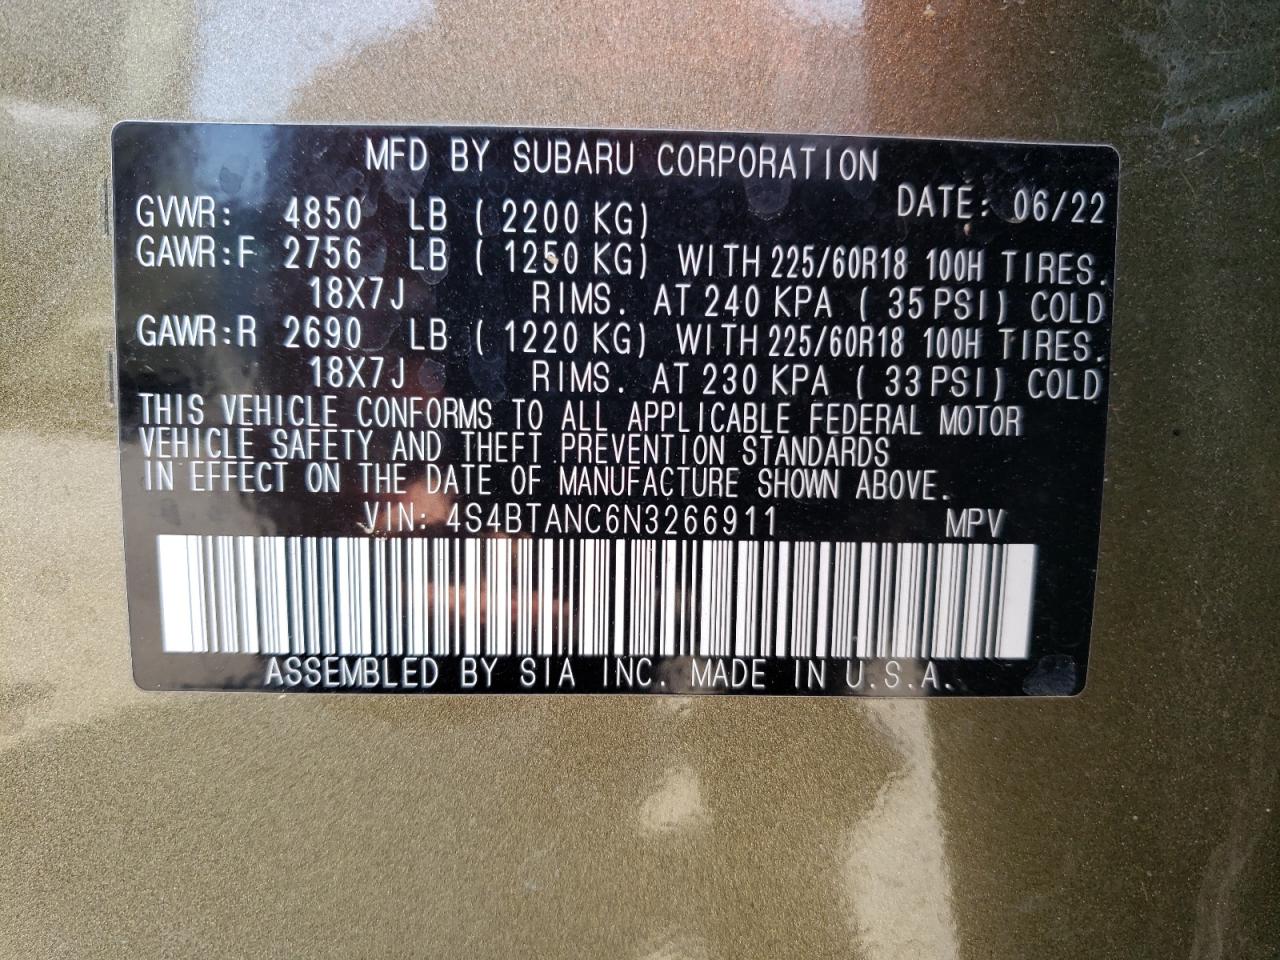 MFD BY SUBARU CORPORATION
DATE: 06/22
GVWR: 4850 LB ( 2200 KG)
GAWR:F 2756 LB ( 1250 KG) WITH 225/60R18 100H TIRES.
18X7J RIMS. AT 240 KPA ( 35 PSI) COLD
GAWR:R 2690 LB ( 1220 KG) WITH 225/60R18 100H TIRES.
18X7J RIMS. AT 230 KPA ( 33 PSI) COLD
THIS VEHICLE CONFORMS TO ALL APPLICABLE FEDERAL MOTOR
VEHICLE SAFETY AND THEFT PREVENTION STANDARDS
IN EFFECT ON THE DATE OF MANUFACTURE SHOWN ABOVE.
VIN: 4S4BTANC6N3266911 MPV
ASSEMBLED BY SIA INC. MADE IN U.S.A.